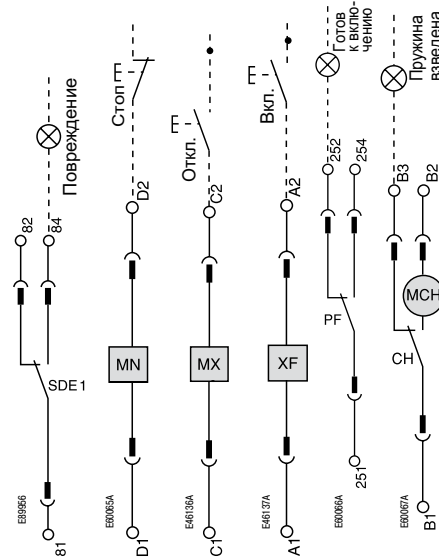 82
84
Повреждение
SDE1
E89956
81
D2
Стоп
E
MN
E60065A
D1
C2
Откл.
E
MX
E46136A
C1
A2
Вкл.
E
XF
E46137A
A1
252
254
Готов
к вклю-
чению
PF
E60066A
251
B3
B2
Пружина
взведена
MCH
CH
E60067A
B1